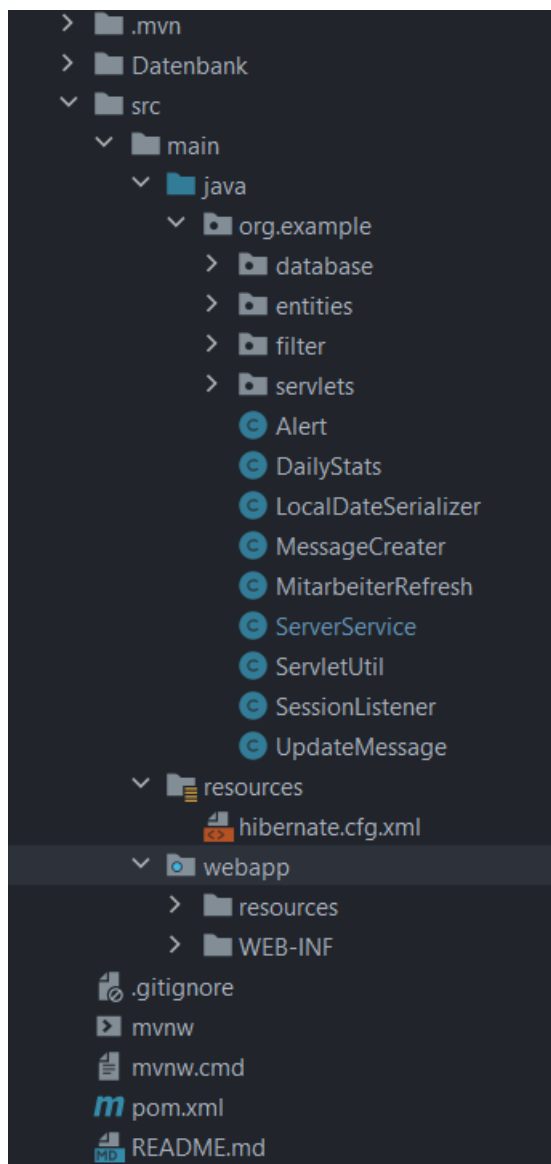 .mvn
Datenbank
src
main
java
org.example
database
entities
filter
servlets
C Alert
C DailyStats
C LocalDateSerializer
C MessageCreater
C MitarbeiterRefresh
C ServerService
C ServletUtil
C SessionListener
C UpdateMessage
resources
<> hibernate.cfg.xml
webapp
resources
WEB-INF
.gitignore
mvnw
mvnw.cmd
m pom.xml
MD README.md